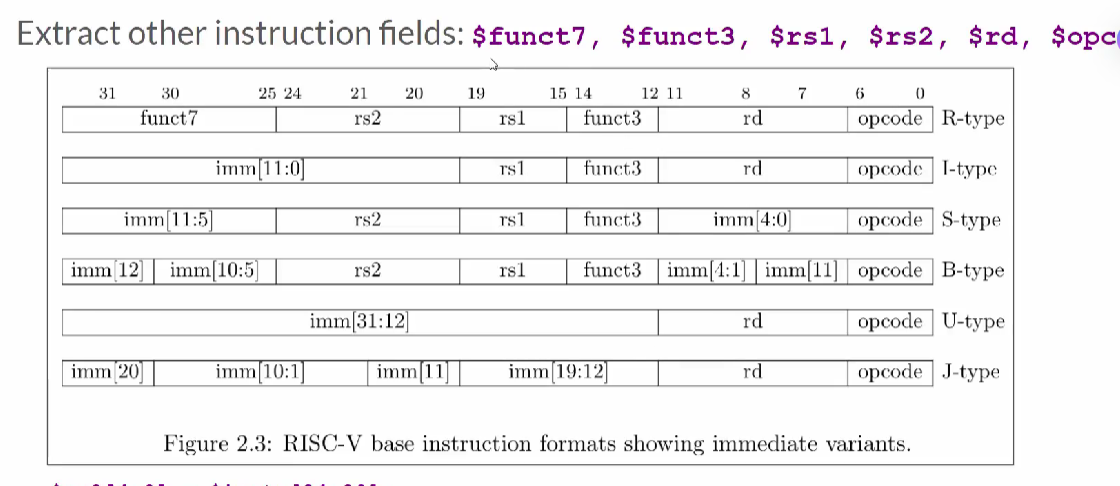 Extract other instruction fields: $funct7, $funct3, $rs1, $rs2, $rd, $opc
31 30 25 24 21 20 19 15 14 12 11 8 7 6 0
funct7 rs2 rs1 funct3 rd opcode R-type
imm[11:0] rs1 funct3 rd opcode I-type
imm[11:5] rs2 rs1 funct3 imm[4:0] opcode S-type
imm[12] imm[10:5] rs2 rs1 funct3 imm[4:1] imm[11] opcode B-type
imm[31:12] rd opcode U-type
imm[20] imm[10:1] imm[11] imm[19:12] rd opcode J-type
Figure 2.3: RISC-V base instruction formats showing immediate variants.